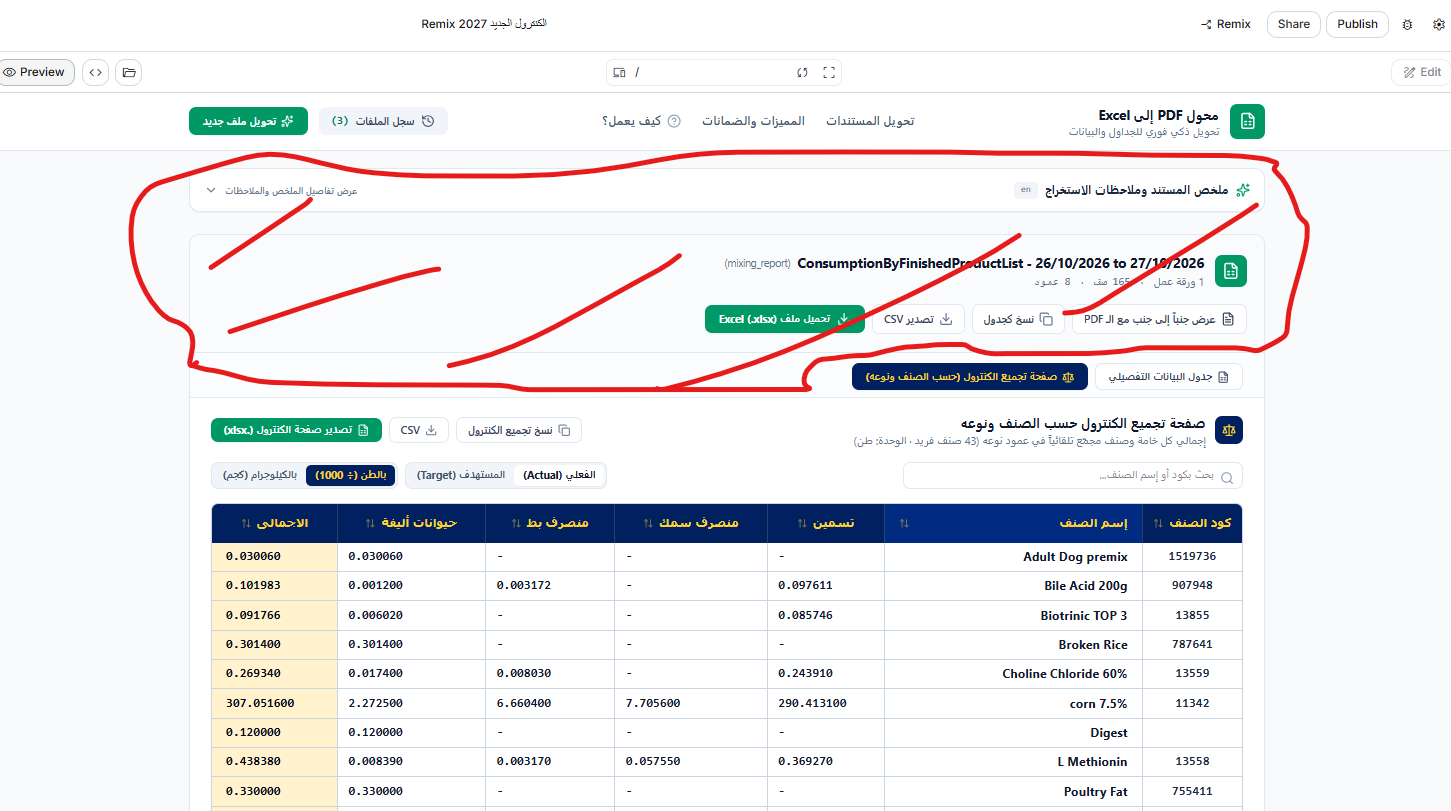 الكنترول الجديد Remix 2027
Remix
Share
Publish
Preview
/
Edit
محول PDF إلى Excel
تحويل ذكي فوري للجداول والبيانات
تحويل المستندات
المميزات والضمانات
كيف يعمل؟
سجل الملفات (3)
تحويل ملف جديد
ملخص المستند وملاحظات الاستخراج en
عرض تفاصيل الملخص والملاحظات
ConsumptionByFinishedProductList - 26/10/2026 to 27/10/2026 (mixing_report)
1 ورقة عمل · 165 صف · 8 عمود
عرض جنباً إلى جنب مع الـ PDF
نسخ كجدول
تصدير CSV
تحميل ملف Excel (.xlsx)
جدول البيانات التفصيلي
صفحة تجميع الكنترول (حسب الصنف ونوعه)
صفحة تجميع الكنترول حسب الصنف ونوعه
إجمالي كل خامة وصنف مجمّع تلقائياً في عمود نوعه (43 صنف فريد · الوحدة: طن)
نسخ تجميع الكنترول
CSV
تصدير صفحة الكنترول (.xlsx)
بحث بكود أو إسم الصنف...
الفعلي (Actual)
المستهدف (Target)
بالطن (÷ 1000)
بالكيلوجرام (كجم)
كود الصنف إسم الصنف تسمين منصرف سمك منصرف بط حيوانات أليفة الاجمالى
1519736 Adult Dog premix - - - 0.030060 0.030060
907948 Bile Acid 200g 0.097611 - 0.003172 0.001200 0.101983
13855 Biotrinic TOP 3 0.085746 - - 0.006020 0.091766
787641 Broken Rice - - - 0.301400 0.301400
13559 Choline Chloride 60% 0.243910 - 0.008030 0.017400 0.269340
11342 corn 7.5% 290.413100 7.705600 6.660400 2.272500 307.051600
Digest - - - 0.120000 0.120000
13558 L Methionin 0.369270 0.057550 0.003170 0.008390 0.438380
755411 Poultry Fat - - - 0.330000 0.330000